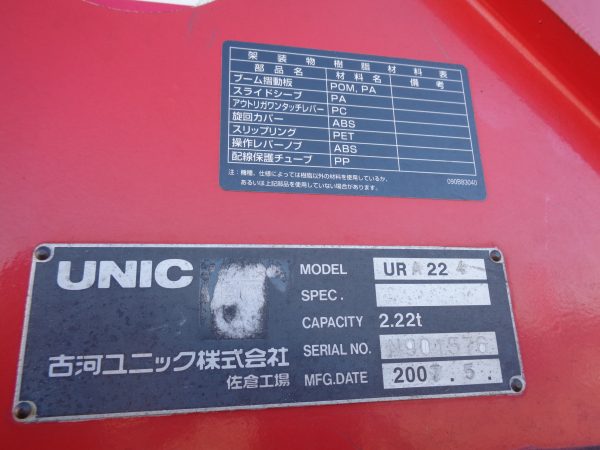 架装物樹脂材料表
部品名 材料名 備考
ブーム摺動板 POM, PA
スライドシーブ PA
アウトリガワンタッチレバー PC
旋回カバー ABS
スリップリング PET
操作レバーノブ ABS
配線保護チューブ PP
注:機種、仕様によっては樹脂以外の材料を使用しているか、
あるいは上記部品を使用していない場合があります。
090B83040
UNIC
MODEL URA224
SPEC.
CAPACITY 2.22t
古河ユニック株式会社
SERIAL NO. N901576
佐倉工場
MFG.DATE 2007.5.